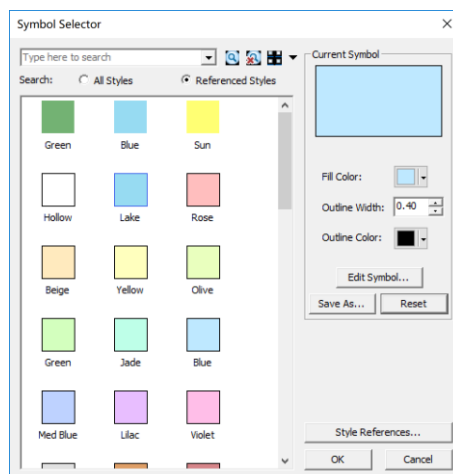 Symbol Selector
Type here to search
Search: All Styles Referenced Styles
Green Blue Sun
Hollow Lake Rose
Beige Yellow Olive
Green Jade Blue
Med Blue Lilac Violet
Current Symbol
Fill Color:
Outline Width: 0.40
Outline Color:
Edit Symbol...
Save As... Reset
Style References...
OK Cancel